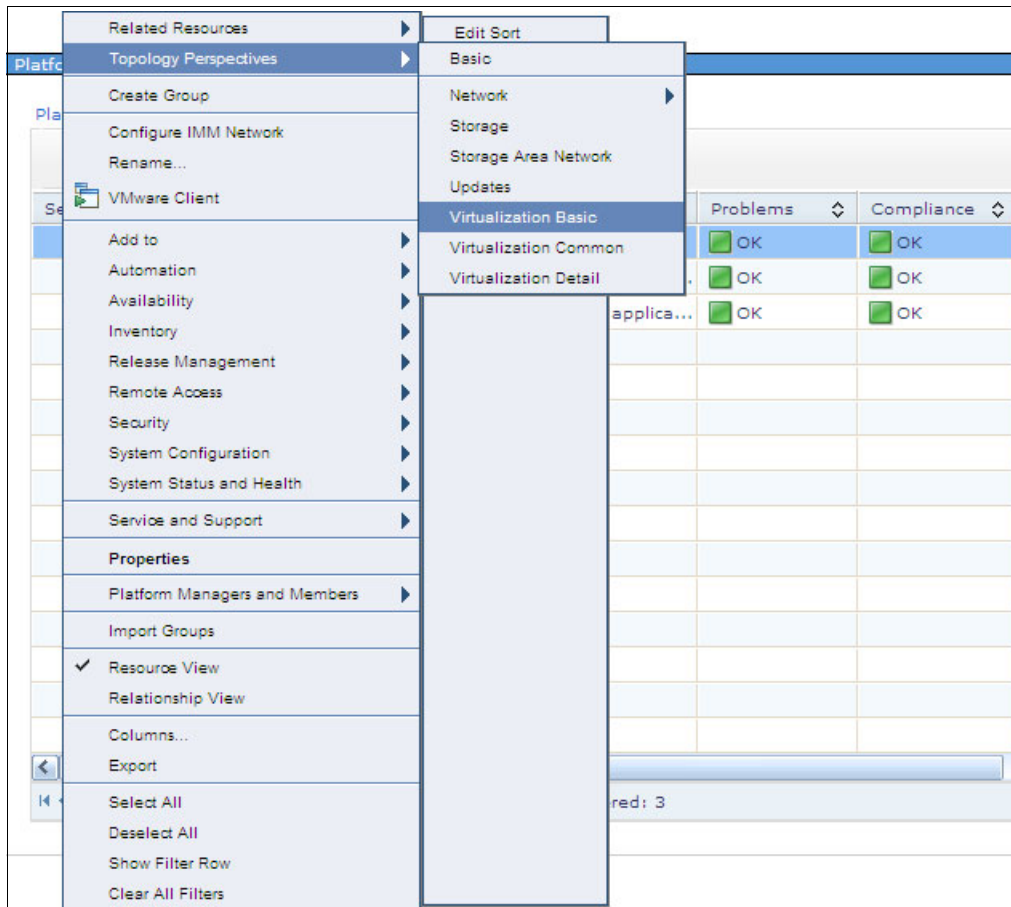 Related Resources
Edit Sort
Topology Perspectives
Basic
Create Group
Network
Configure IMM Network
Storage
Rename...
Storage Area Network
VMware Client
Updates
Problems
Compliance
Virtualization Basic
Add to
Virtualization Common
OK
OK
Automation
Virtualization Detail
OK
OK
Availability
applica...
OK
OK
Inventory
Release Management
Remote Access
Security
System Configuration
System Status and Health
Service and Support
Properties
Platform Managers and Members
Import Groups
Resource View
Relationship View
Columns...
Export
Select All
: 3
Deselect All
Show Filter Row
Clear All Filters